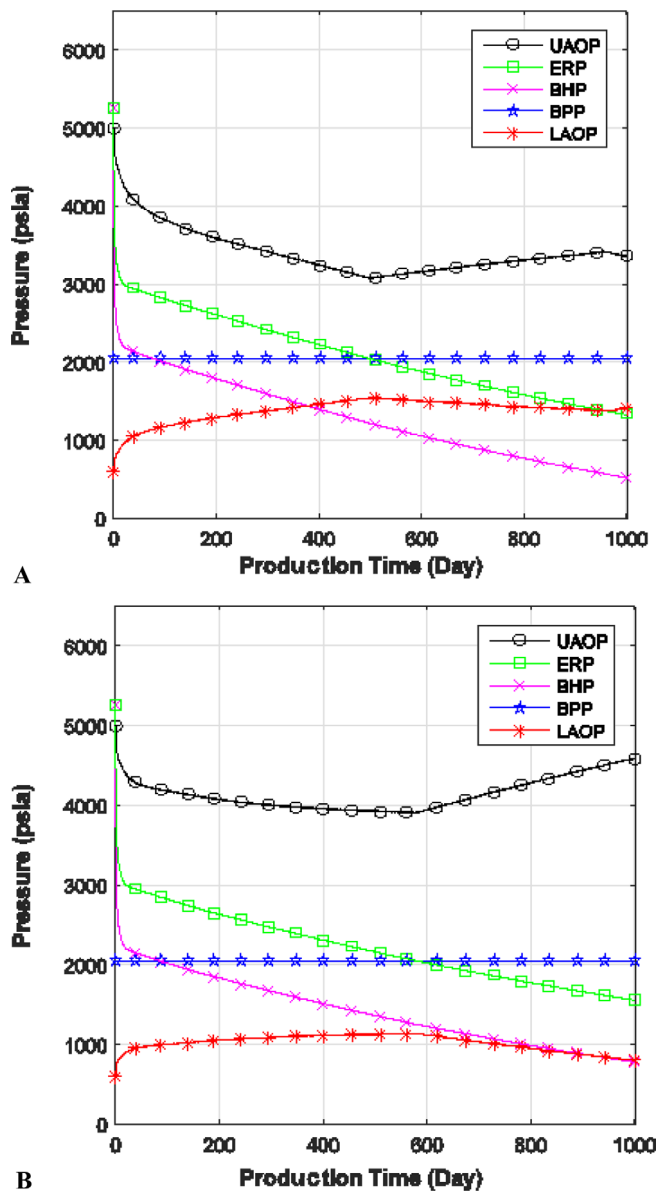 6000
5000
4000
3000
2000
1000
0
Pressure (psia)
UAOP
ERP
BHP
BPP
LAOP
0 200 400 600 800 1000
Production Time (Day)
A
6000
5000
4000
3000
2000
1000
0
Pressure (psia)
UAOP
ERP
BHP
BPP
LAOP
0 200 400 600 800 1000
Production Time (Day)
B